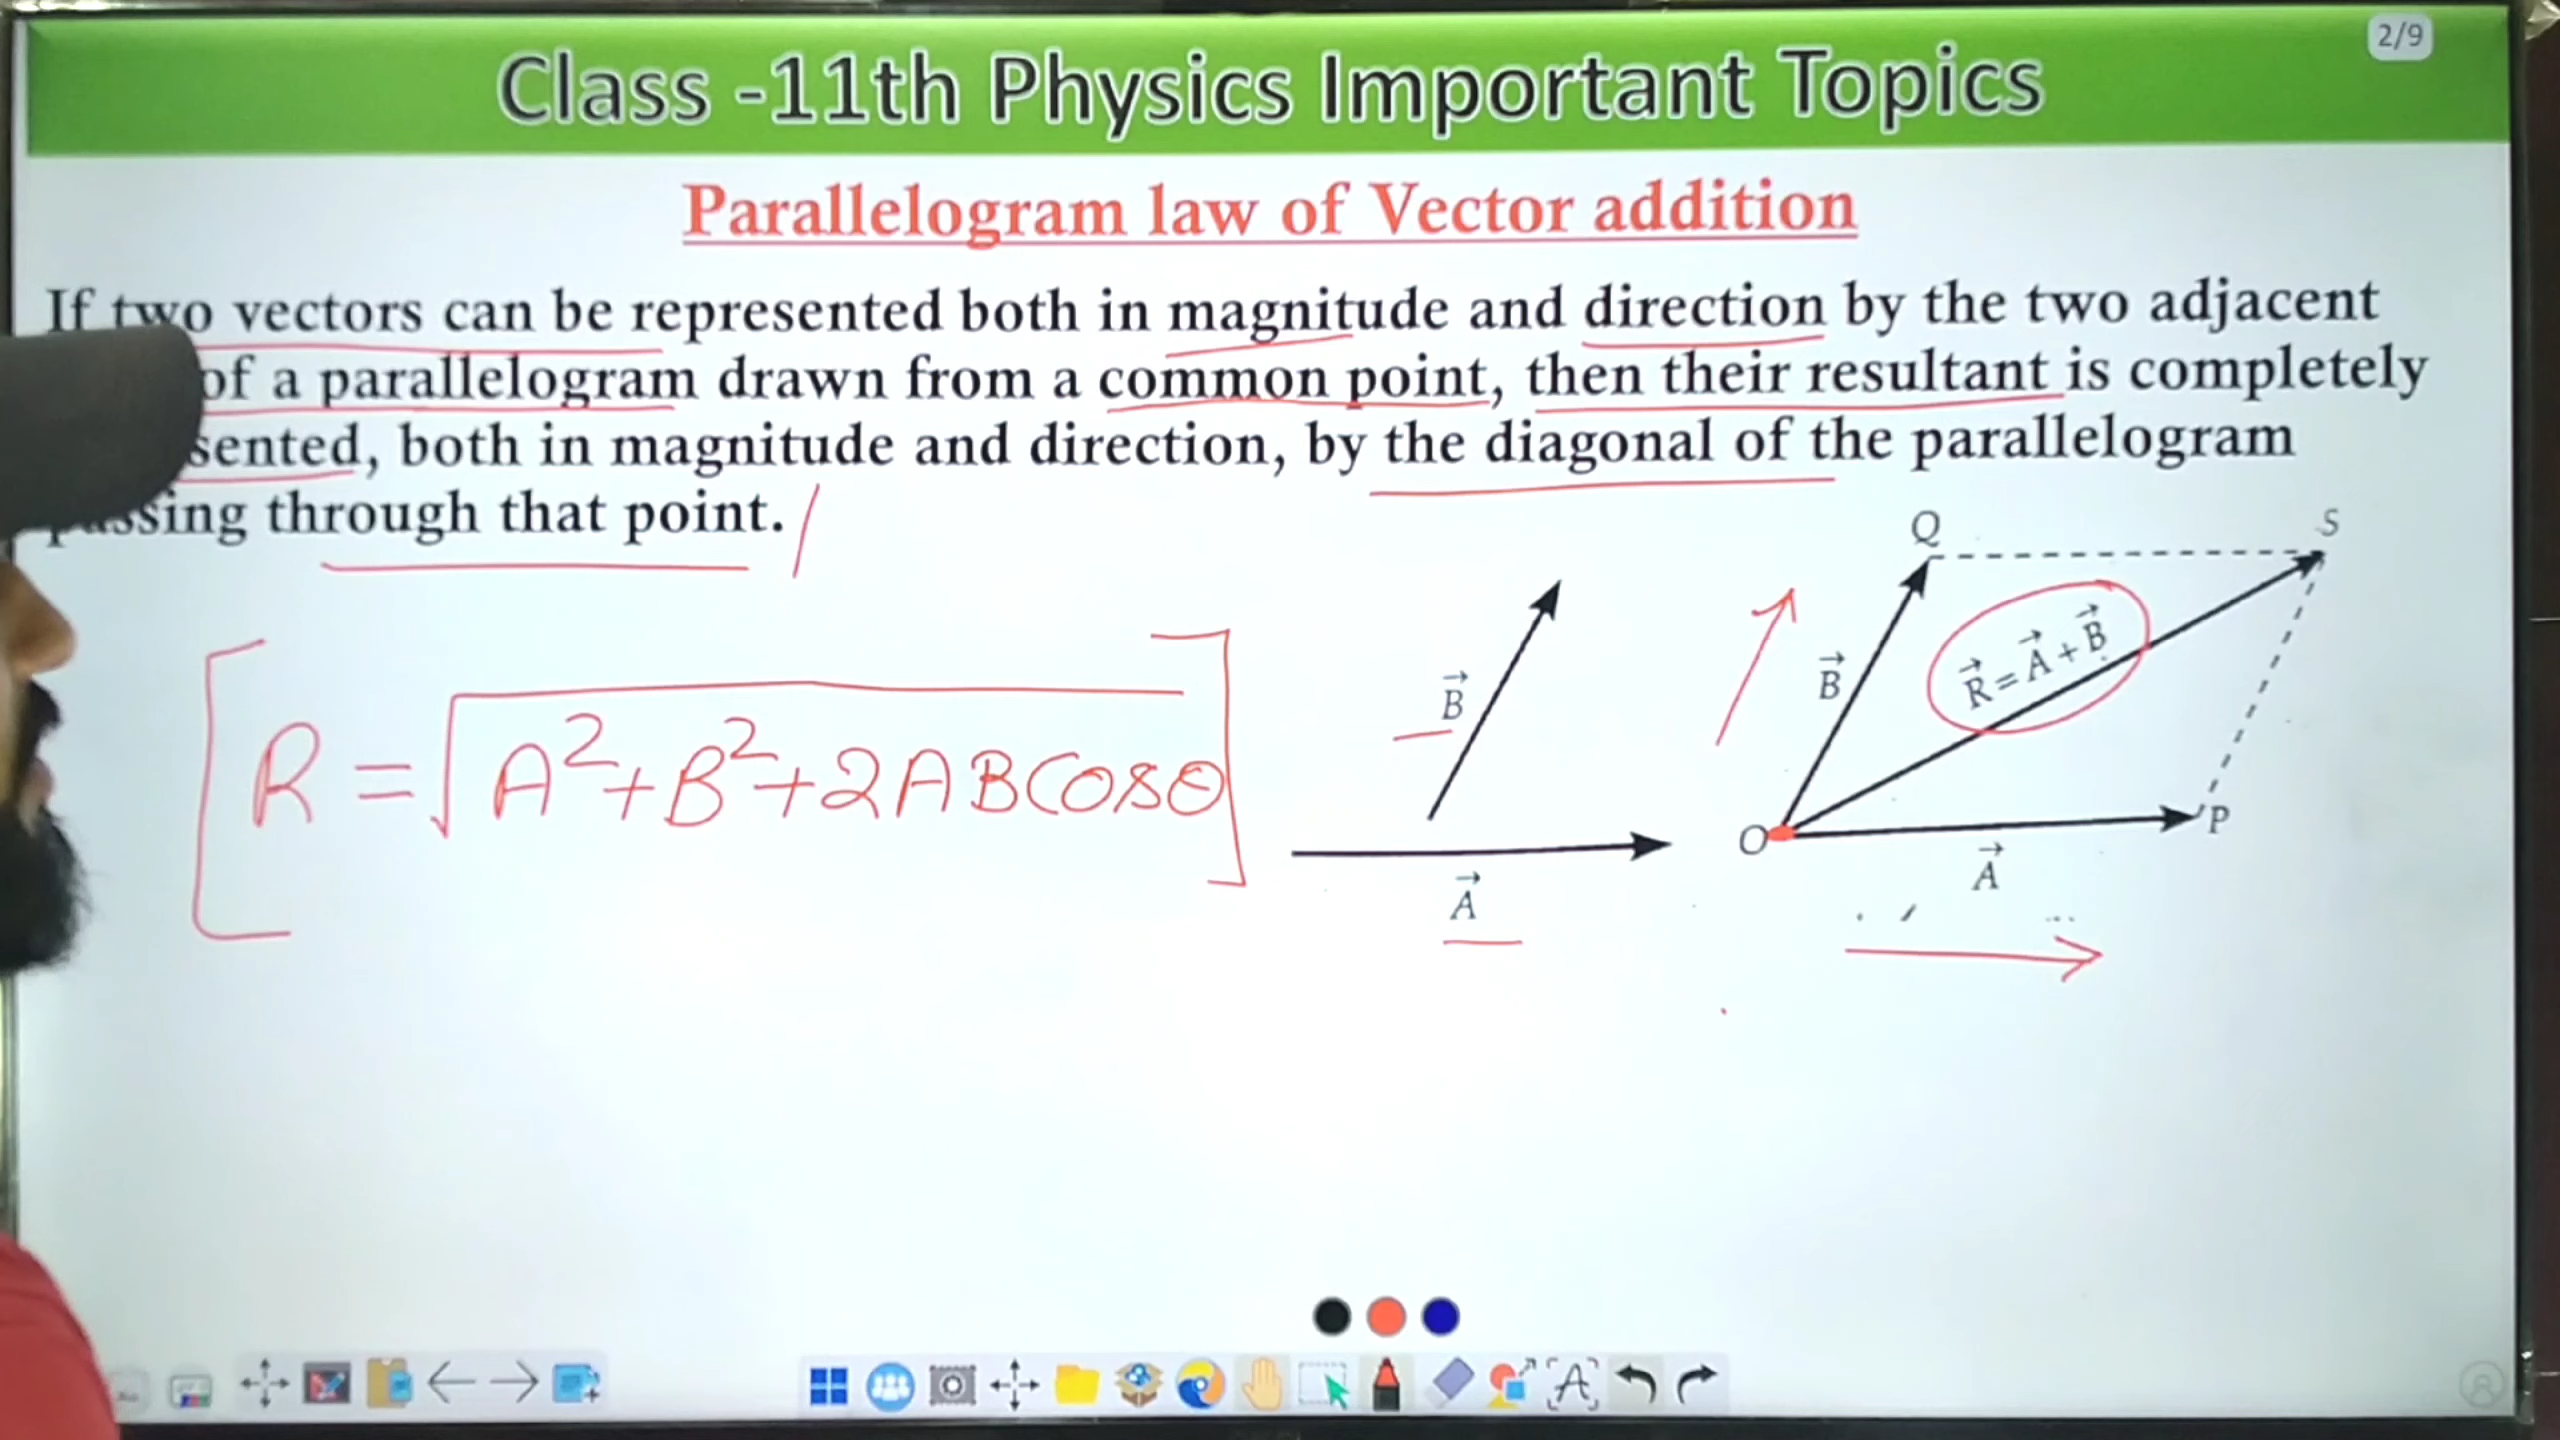 2/9
Class -11th Physics Important Topics
Parallelogram law of Vector addition
If two vectors can be represented both in magnitude and direction by the two adjacent
of a parallelogram drawn from a common point, then their resultant is completely
sented, both in magnitude and direction, by the diagonal of the parallelogram
passing through that point.
R = √A²+B²+2ABCosθ
B⃗
A⃗
Q
S
B⃗
R⃗ = A⃗ + B⃗
O
P
A⃗